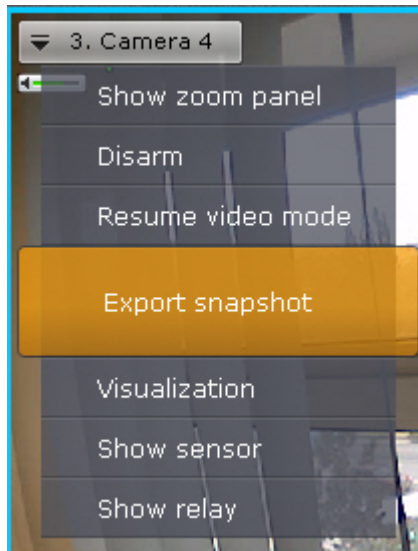 3. Camera 4
Show zoom panel
Disarm
Resume video mode
Export snapshot
Visualization
Show sensor
Show relay